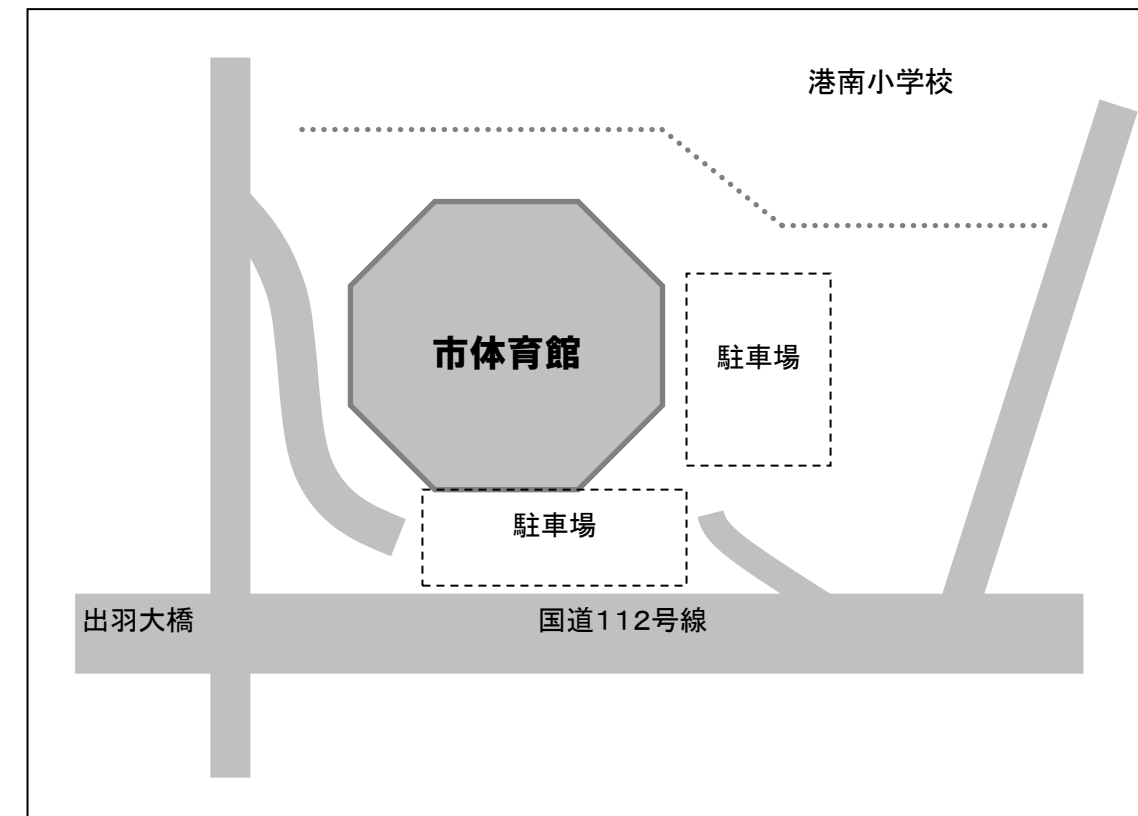 港南小学校
市体育館
駐車場
駐車場
出羽大橋
国道112号線